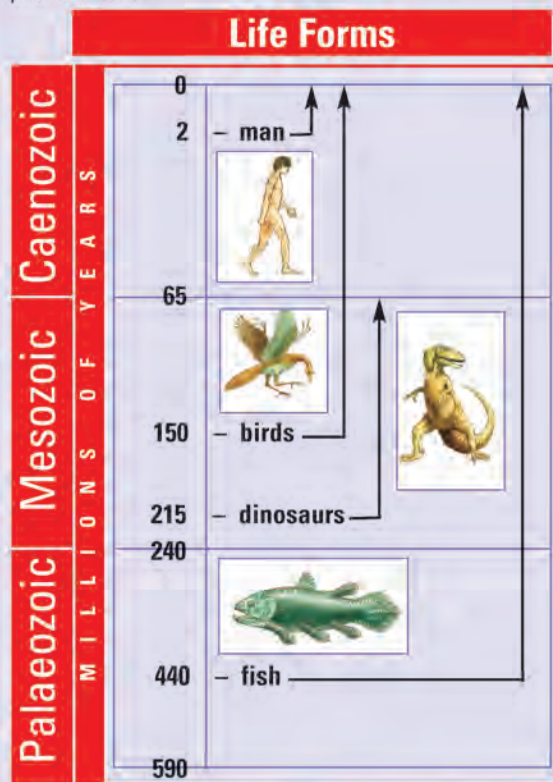 Life Forms
Caenozoic
Mesozoic
Palaeozoic
MILLIONS OF YEARS
0
2 – man
65
150 – birds
215 – dinosaurs
240
440 – fish
590